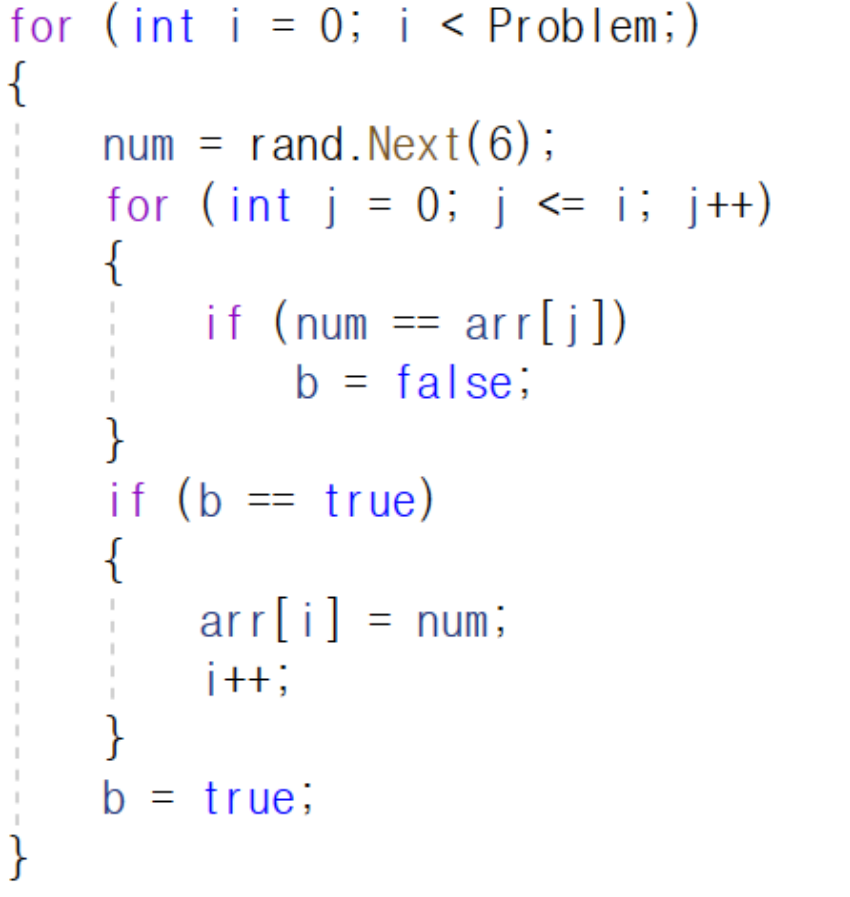 for (int i = 0; i < Problem;)
{
num = rand.Next(6);
for (int j = 0; j <= i; j++)
{
if (num == arr[j])
b = false;
}
if (b == true)
{
arr[i] = num;
i++;
}
b = true;
}